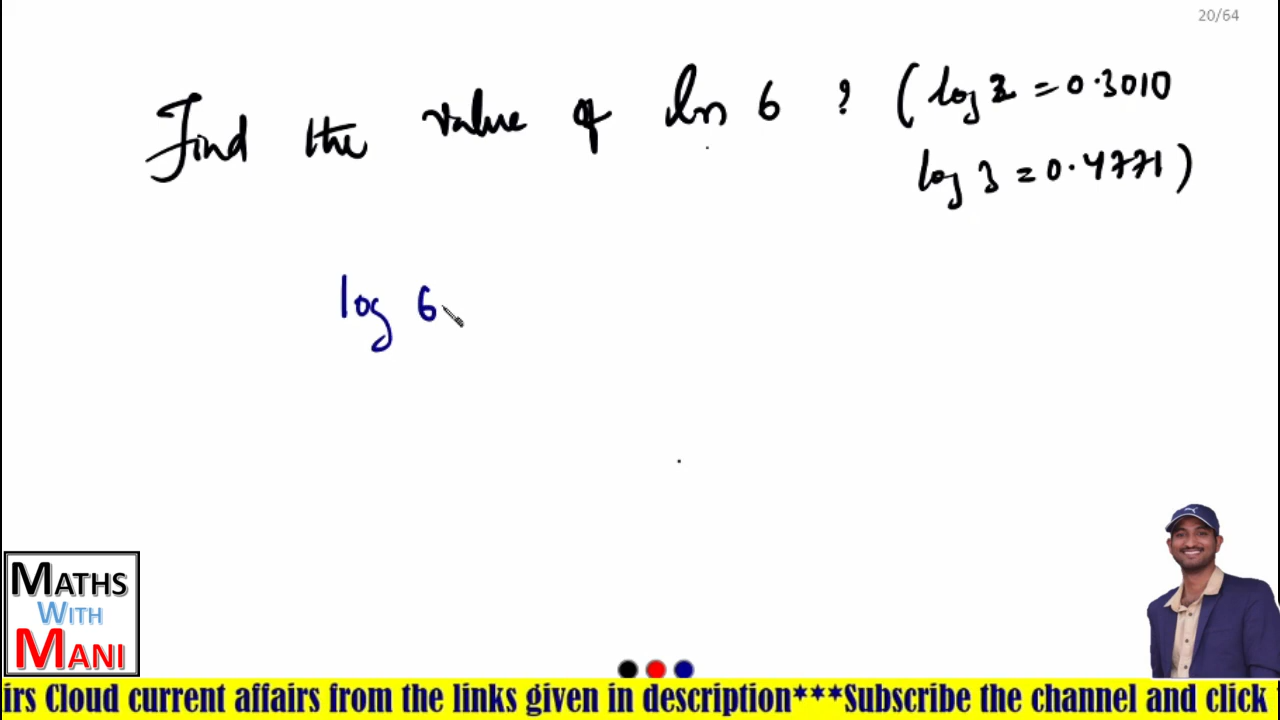 20/64
Find the value of ln 6 ? (log 2 = 0.3010
log 3 = 0.4771)
log 6
MATHS
WITH
MANI
irs Cloud current affairs from the links given in description***Subscribe the channel and click